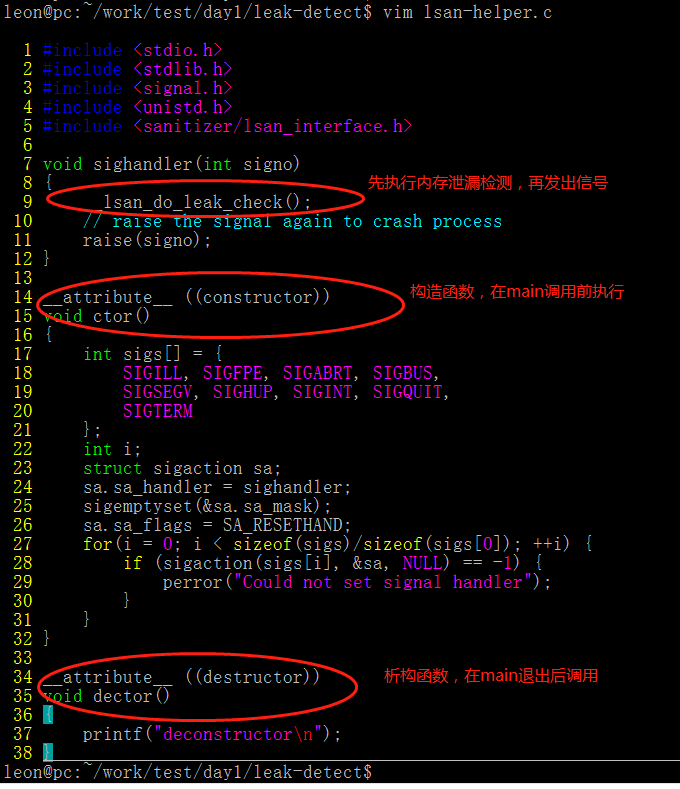 leon@pc:~/work/test/day1/leak-detect$ vim lsan-helper.c
1 #include <stdio.h>
2 #include <stdlib.h>
3 #include <signal.h>
4 #include <unistd.h>
5 #include <sanitizer/lsan_interface.h>
6
7 void sighandler(int signo)
8 {
先执行内存泄漏检测，再发出信号
9 __lsan_do_leak_check();
10 // raise the signal again to crash process
11 raise(signo);
12 }
13
14 __attribute__ ((constructor))
构造函数，在main调用前执行
15 void ctor()
16 {
17 int sigs[] = {
18 SIGILL, SIGFPE, SIGABRT, SIGBUS,
19 SIGSEGV, SIGHUP, SIGINT, SIGQUIT,
20 SIGTERM
21 };
22 int i;
23 struct sigaction sa;
24 sa.sa_handler = sighandler;
25 sigemptyset(&sa.sa_mask);
26 sa.sa_flags = SA_RESETHAND;
27 for(i = 0; i < sizeof(sigs)/sizeof(sigs[0]); ++i) {
28 if (sigaction(sigs[i], &sa, NULL) == -1) {
29 perror("Could not set signal handler");
30 }
31 }
32 }
33
34 __attribute__ ((destructor))
析构函数，在main退出后调用
35 void dector()
36 {
37 printf("deconstructor\n");
38 }
leon@pc:~/work/test/day1/leak-detect$